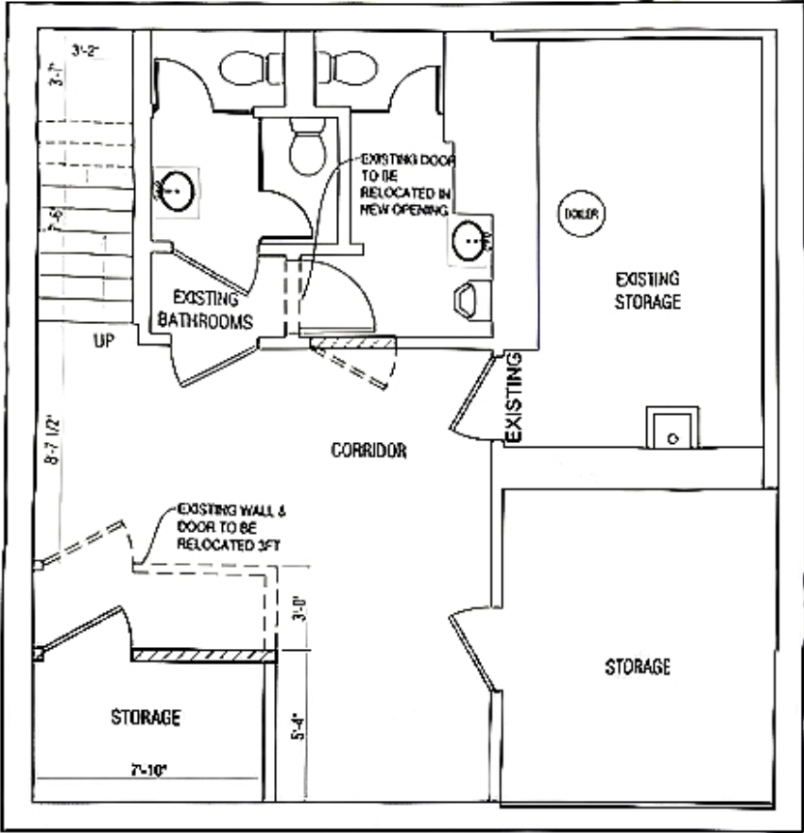 3'-2"
3'-7"
EXISTING DOOR
TO BE
RELOCATED IN
NEW OPENING
BOILER
7'-6"
EXISTING
STORAGE
EXISTING
BATHROOMS
UP
EXISTING
8'-7 1/2"
CORRIDOR
EXISTING WALL &
DOOR TO BE
RELOCATED 3FT
3'-0"
STORAGE
STORAGE
5'-4"
7'-10"